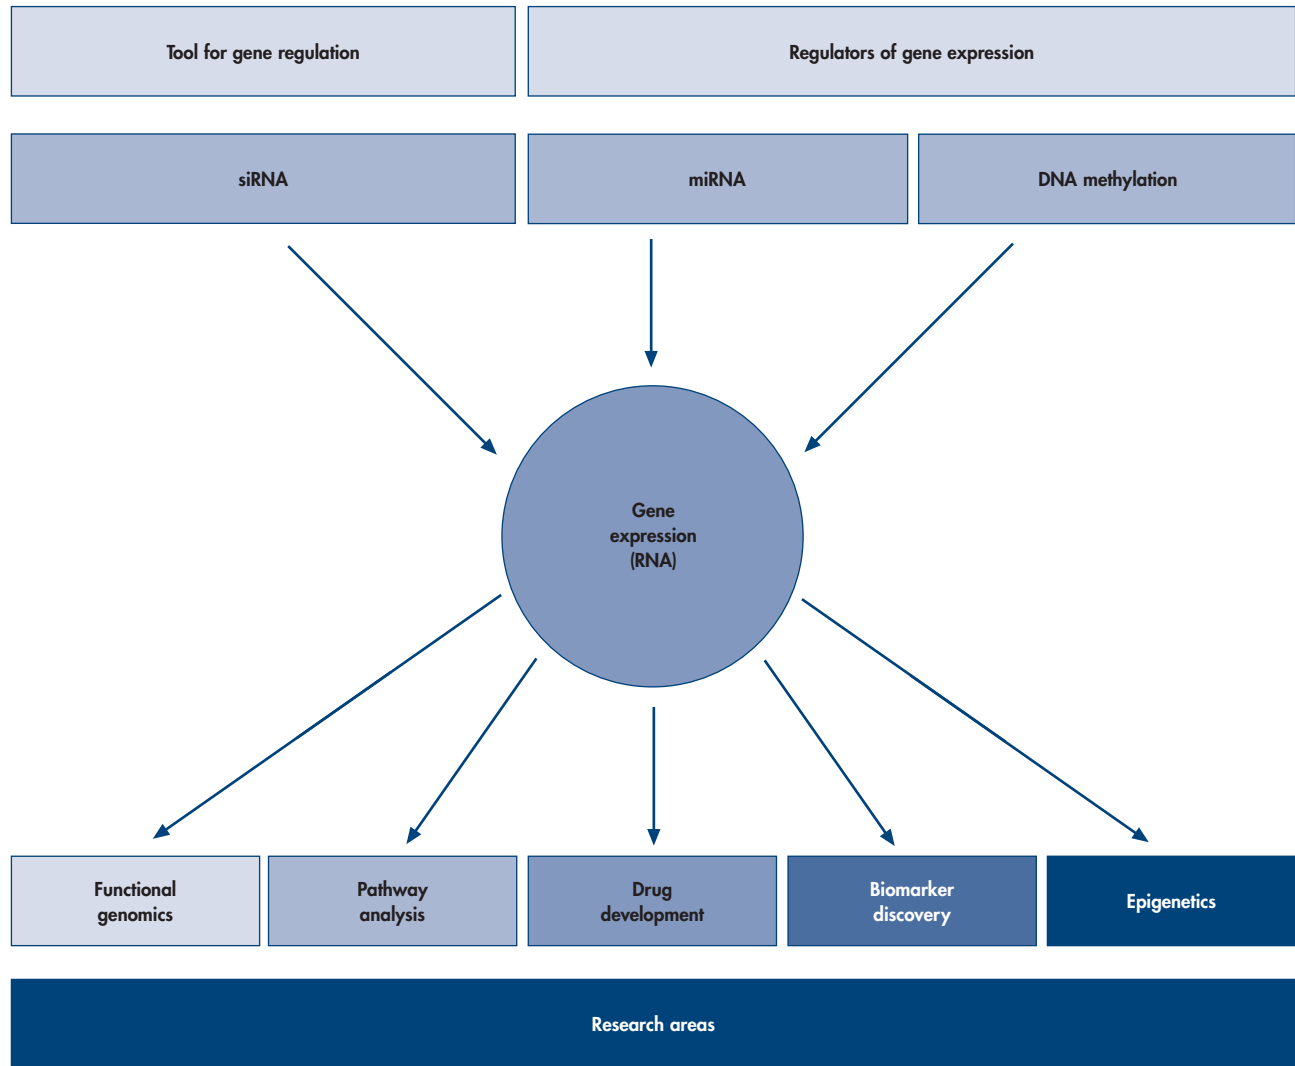 Tool for gene regulation
Regulators of gene expression
siRNA
miRNA
DNA methylation
Gene
expression
(RNA)
Functional
genomics
Pathway
analysis
Drug
development
Biomarker
discovery
Epigenetics
Research areas